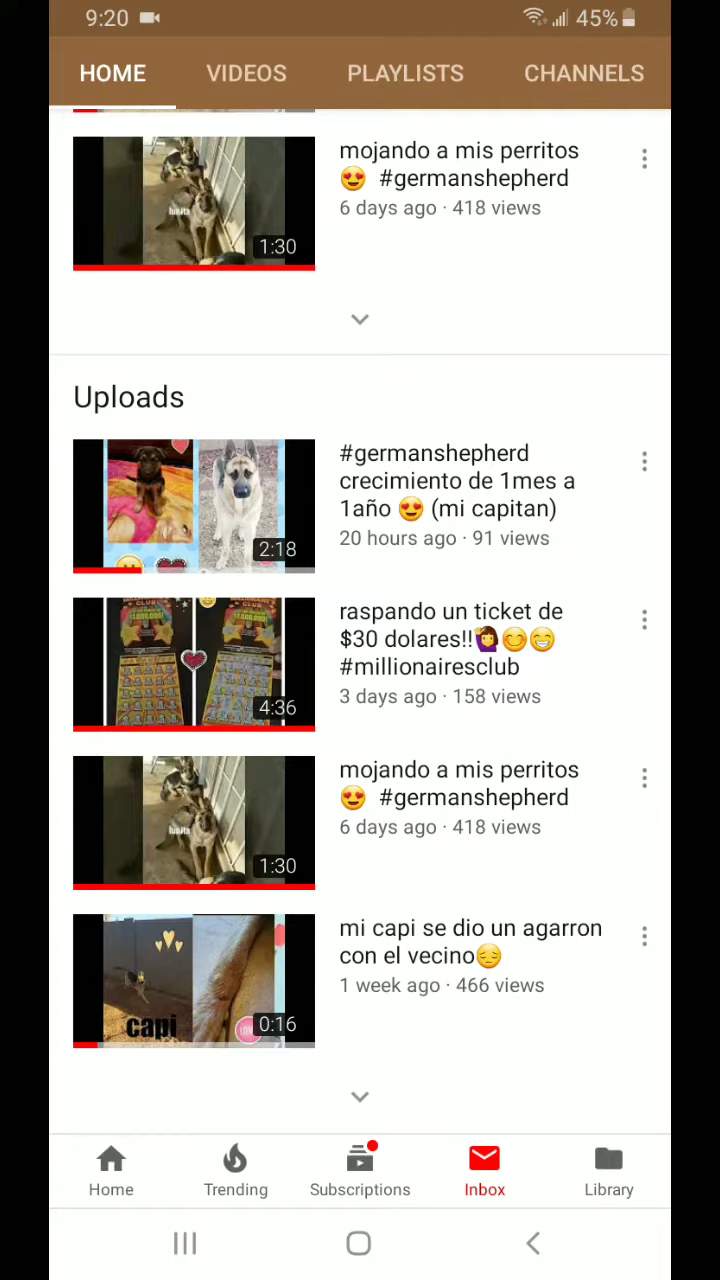 9:20 45%
HOME VIDEOS PLAYLISTS CHANNELS
mojando a mis perritos
😍 #germanshepherd
6 days ago · 418 views
lunita
1:30
Uploads
#germanshepherd
crecimiento de 1mes a
1año 😍 (mi capitan)
20 hours ago · 91 views
2:18
raspando un ticket de
$30 dolares!!🙋‍♀️😊😁
#millionairesclub
3 days ago · 158 views
CLUB
4:36
mojando a mis perritos
😍 #germanshepherd
6 days ago · 418 views
lunita
1:30
mi capi se dio un agarron
con el vecino😔
1 week ago · 466 views
capi
LOVE
0:16
Home Trending Subscriptions Inbox Library